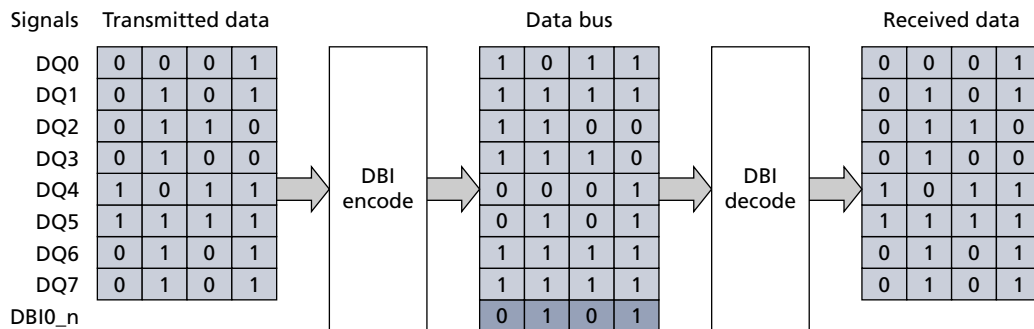 Signals Transmitted data Data bus Received data
DQ0 0 0 0 1 1 0 1 1 0 0 0 1
DQ1 0 1 0 1 1 1 1 1 0 1 0 1
DQ2 0 1 1 0 1 1 0 0 0 1 1 0
DQ3 0 1 0 0 1 1 1 0 0 1 0 0
DQ4 1 0 1 1 DBI encode 0 0 0 1 DBI decode 1 0 1 1
DQ5 1 1 1 1 0 1 0 1 1 1 1 1
DQ6 0 1 0 1 1 1 1 1 0 1 0 1
DQ7 0 1 0 1 1 1 1 1 0 1 0 1
DBI0_n 0 1 0 1